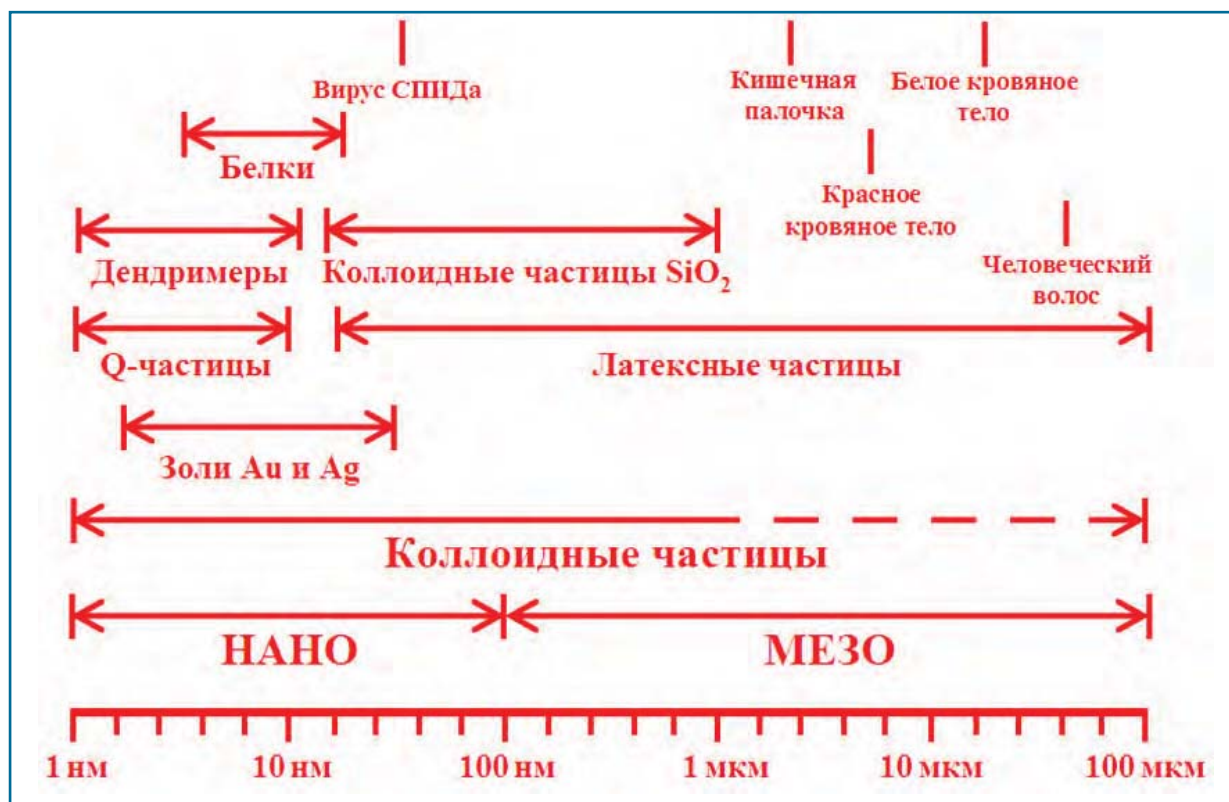 Вирус СПИДа
Кишечная
палочка
Белое кровяное
тело
Белки
Красное
кровяное тело
Дендримеры
Коллоидные частицы SiO₂
Человеческий
волос
Q-частицы
Латексные частицы
Золи Au и Ag
Коллоидные частицы
НАНО
МЕЗО
1 нм
10 нм
100 нм
1 мкм
10 мкм
100 мкм